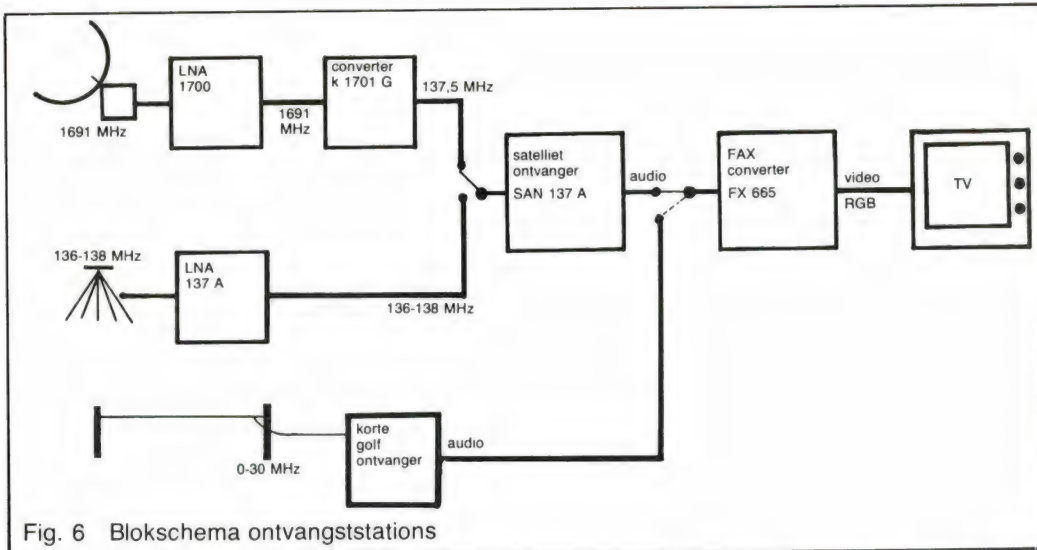 LNA
1700
converter
k 1701 G
137,5 MHz
1691 MHz
1691
MHz
satelliet
ontvanger
SAN 137 A
audio
FAX
converter
FX 665
video
RGB
TV
136-138 MHz
LNA
137 A
136-138 MHz
0-30 MHz
korte
golf
ontvanger
audio
Fig. 6 Blokschema ontvangststations